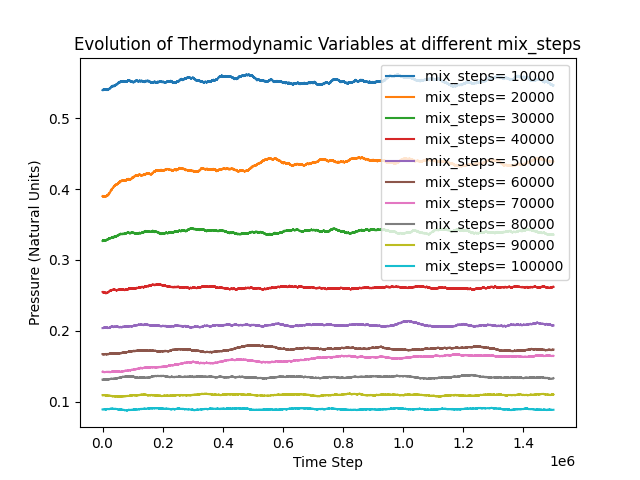 Evolution of Thermodynamic Variables at different mix_steps
Pressure (Natural Units)
0.5
0.4
0.3
0.2
0.1
mix_steps= 10000
mix_steps= 20000
mix_steps= 30000
mix_steps= 40000
mix_steps= 50000
mix_steps= 60000
mix_steps= 70000
mix_steps= 80000
mix_steps= 90000
mix_steps= 100000
0.0 0.2 0.4 0.6 0.8 1.0 1.2 1.4
1e6
Time Step